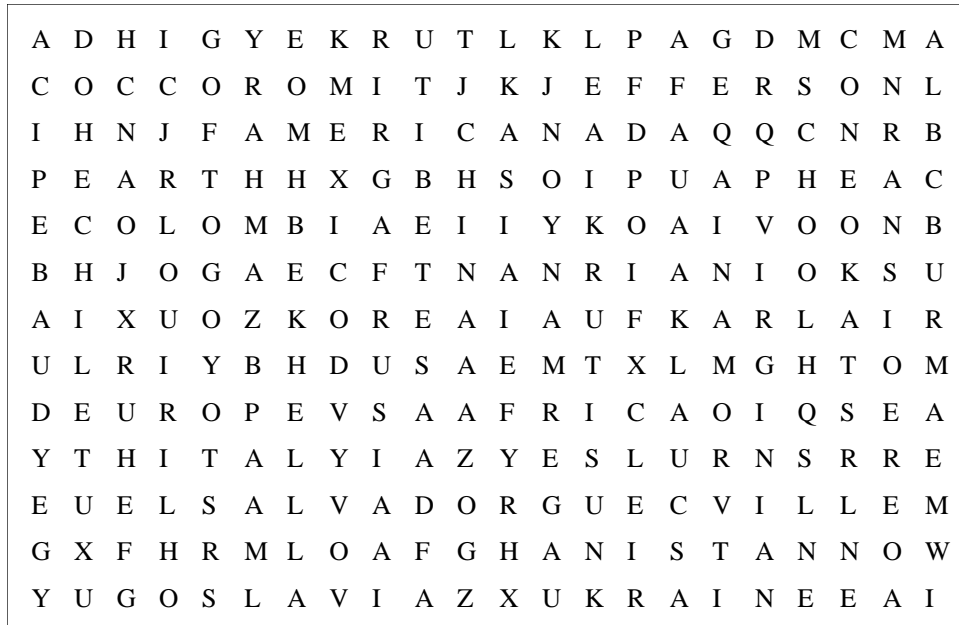 A D H I G Y E K R U T L K L P A G D M C M A
C O C C O R O M I T J K J E F F E R S O N L
I H N J F A M E R I C A N A D A Q Q C N R B
P E A R T H H X G B H S O I P U A P H E A C
E C O L O M B I A E I I Y K O A I V O O N B
B H J O G A E C F T N A N R I A N I O K S U
A I X U O Z K O R E A I A U F K A R L A I R
U L R I Y B H D U S A E M T X L M G H T O M
D E U R O P E V S A A F R I C A O I Q S E A
Y T H I T A L Y I A Z Y E S L U R N S R R E
E U E L S A L V A D O R G U E C V I L L E M
G X F H R M L O A F G H A N I S T A N N O W
Y U G O S L A V I A Z X U K R A I N E E A I